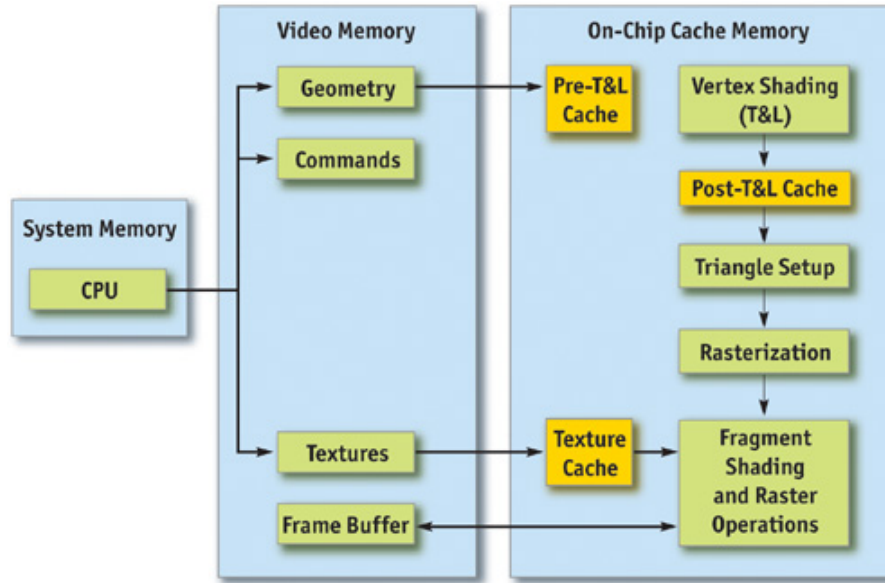 Video Memory
On-Chip Cache Memory
Geometry
Commands
Pre-T&L
Cache
Vertex Shading
(T&L)
Post-T&L Cache
System Memory
CPU
Triangle Setup
Rasterization
Textures
Frame Buffer
Texture
Cache
Fragment
Shading
and Raster
Operations